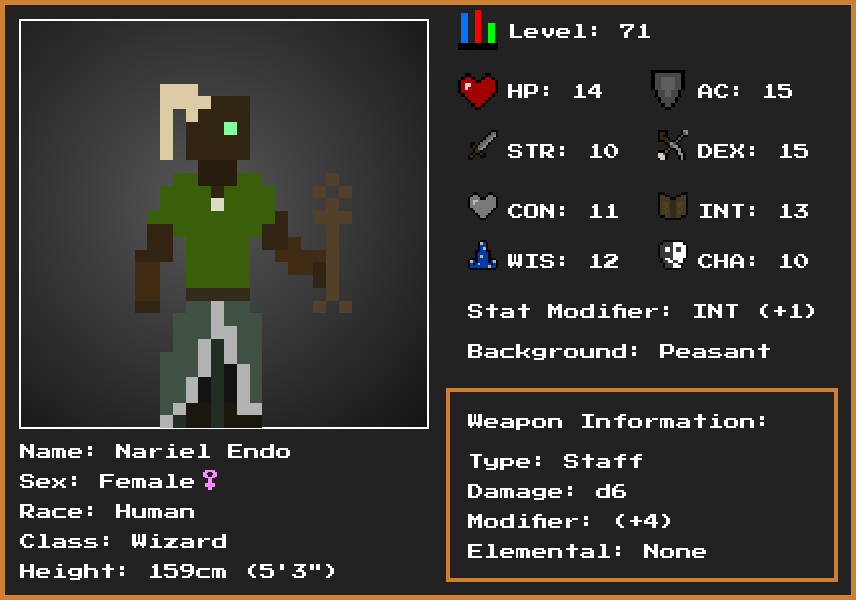 Level: 71
HP: 14
AC: 15
STR: 10
DEX: 15
CON: 11
INT: 13
WIS: 12
CHA: 10
Stat Modifier: INT (+1)
Background: Peasant
Weapon Information:
Type: Staff
Damage: d6
Modifier: (+4)
Elemental: None
Name: Nariel Endo
Sex: Female♀
Race: Human
Class: Wizard
Height: 159cm (5'3")